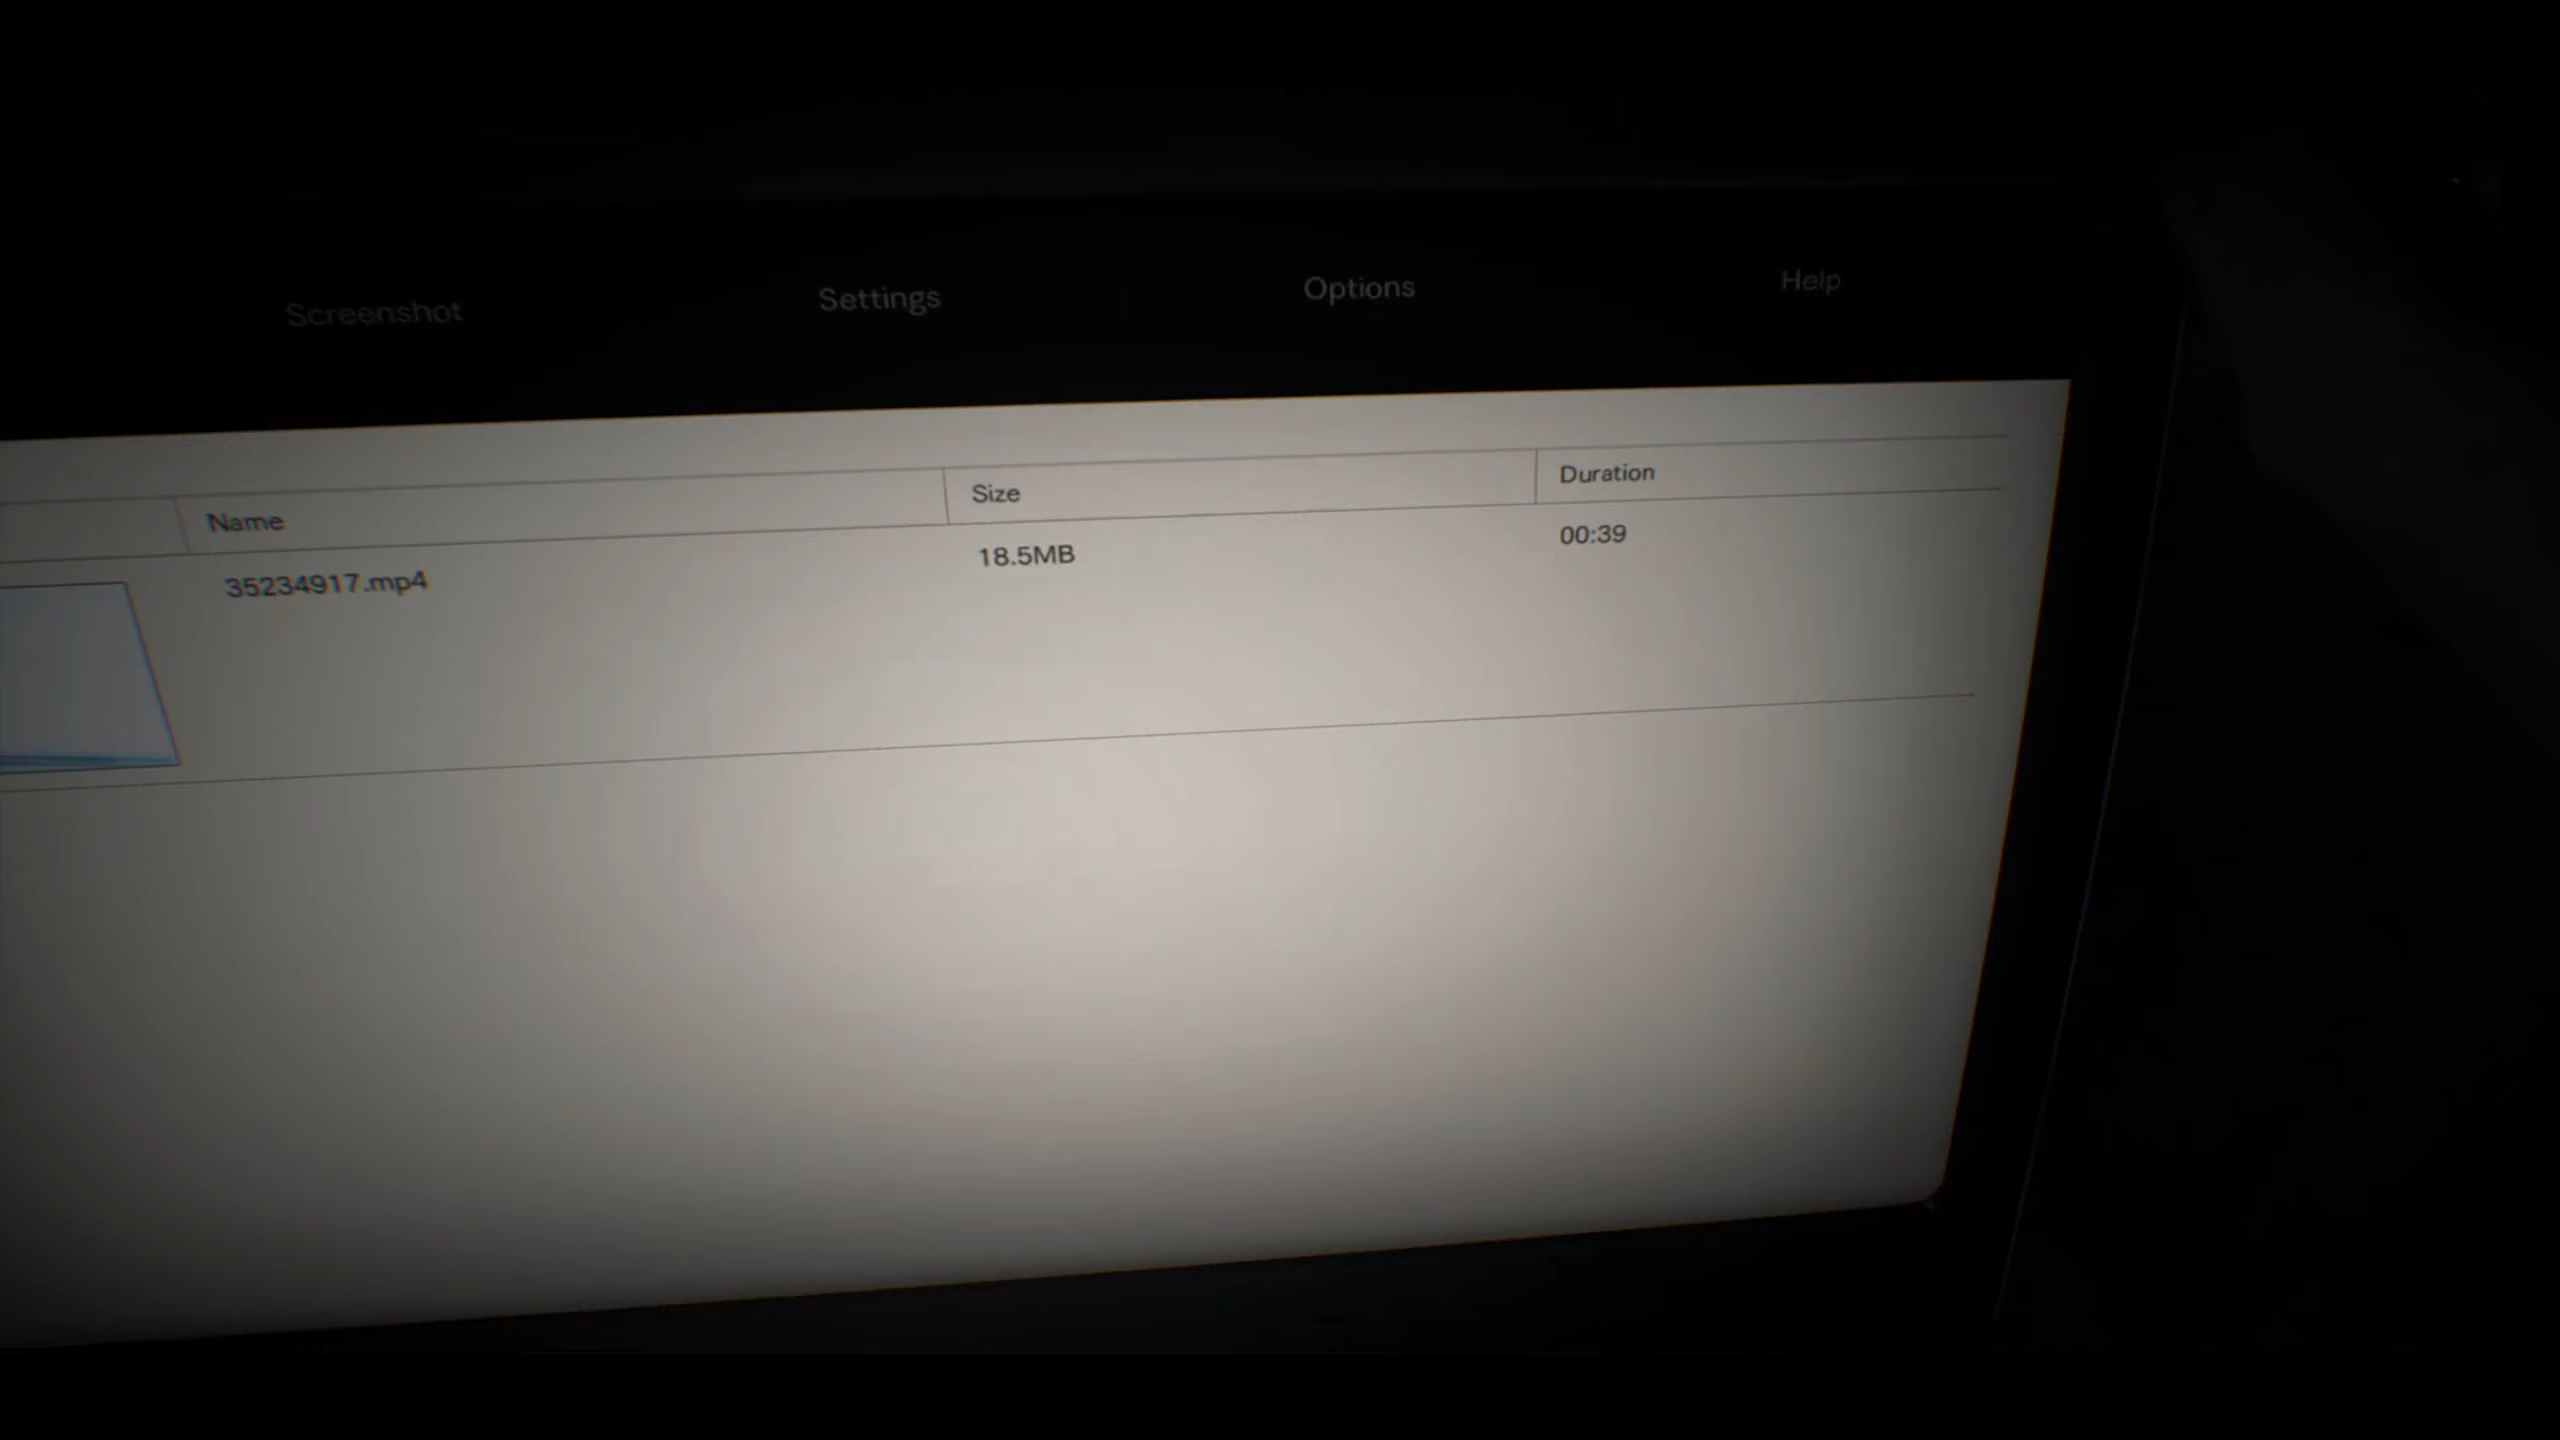 Screenshot Settings Options Help
Name Size Duration
35234917.mp4 18.5MB 00:39